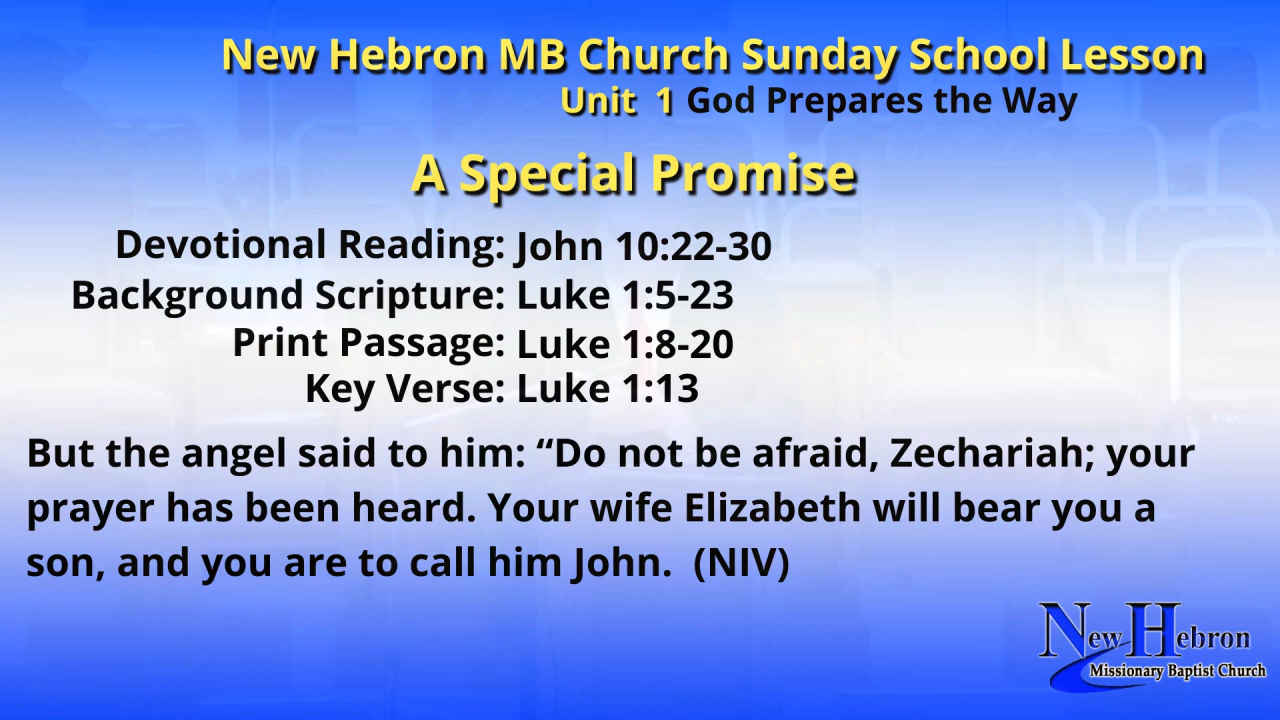 New Hebron MB Church Sunday School Lesson
Unit 1 God Prepares the Way
A Special Promise
Devotional Reading: John 10:22-30
Background Scripture: Luke 1:5-23
Print Passage: Luke 1:8-20
Key Verse: Luke 1:13
But the angel said to him: “Do not be afraid, Zechariah; your
prayer has been heard. Your wife Elizabeth will bear you a
son, and you are to call him John. (NIV)
New Hebron
Missionary Baptist Church